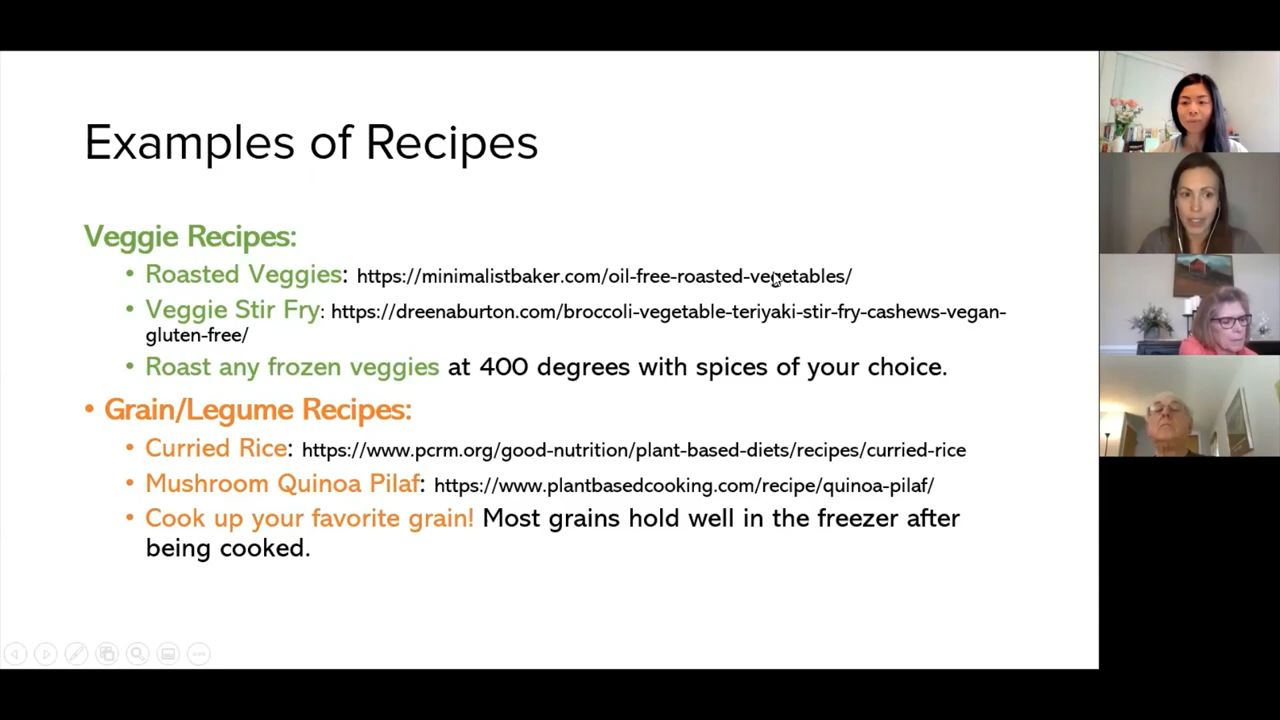 Examples of Recipes
Veggie Recipes:
• Roasted Veggies: https://minimalistbaker.com/oil-free-roasted-vegetables/
• Veggie Stir Fry: https://dreenaburton.com/broccoli-vegetable-teriyaki-stir-fry-cashews-vegan-
gluten-free/
• Roast any frozen veggies at 400 degrees with spices of your choice.
• Grain/Legume Recipes:
• Curried Rice: https://www.pcrm.org/good-nutrition/plant-based-diets/recipes/curried-rice
• Mushroom Quinoa Pilaf: https://www.plantbasedcooking.com/recipe/quinoa-pilaf/
• Cook up your favorite grain! Most grains hold well in the freezer after
being cooked.